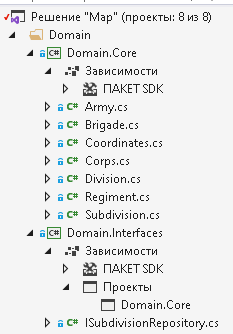 Решение "Map" (проекты: 8 из 8)
Domain
Domain.Core
Зависимости
ПАКЕТ SDK
Army.cs
Brigade.cs
Coordinates.cs
Corps.cs
Division.cs
Regiment.cs
Subdivision.cs
Domain.Interfaces
Зависимости
ПАКЕТ SDK
Проекты
Domain.Core
ISubdivisionRepository.cs